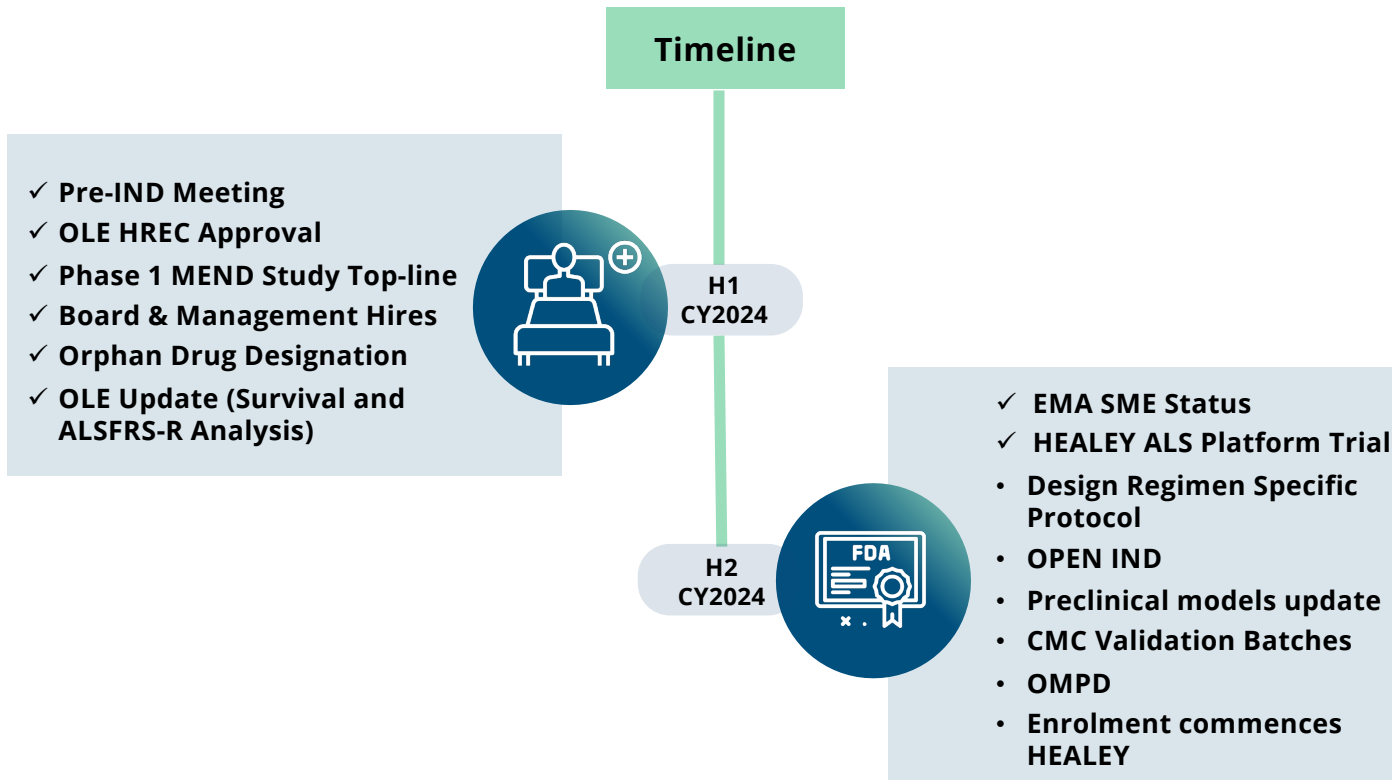 Timeline
✓ Pre-IND Meeting
✓ OLE HREC Approval
✓ Phase 1 MEND Study Top-line
✓ Board & Management Hires
✓ Orphan Drug Designation
✓ OLE Update (Survival and
ALSFRS-R Analysis)
H1
CY2024
H2
CY2024
FDA
✓ EMA SME Status
✓ HEALEY ALS Platform Trial
• Design Regimen Specific
Protocol
• OPEN IND
• Preclinical models update
• CMC Validation Batches
• OMPD
• Enrolment commences
HEALEY